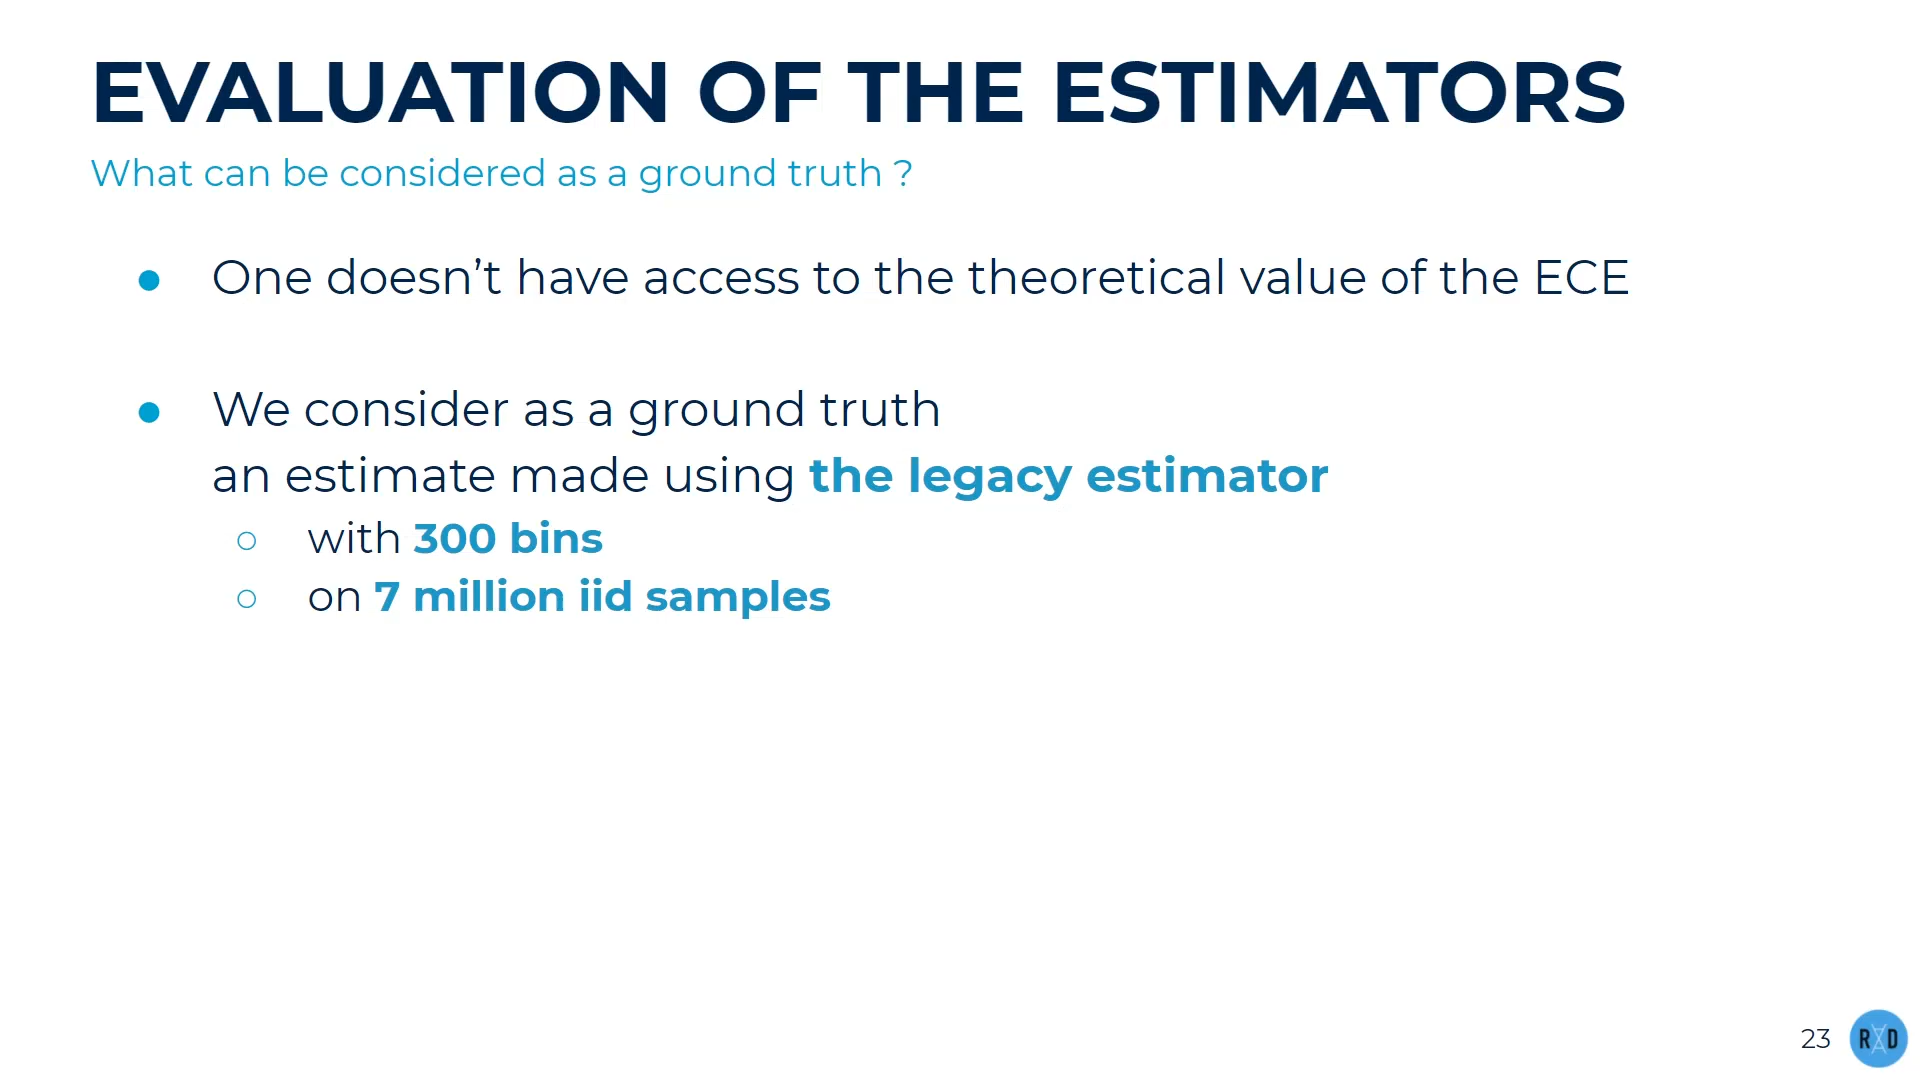 EVALUATION OF THE ESTIMATORS
What can be considered as a ground truth ?
● One doesn’t have access to the theoretical value of the ECE
● We consider as a ground truth
an estimate made using the legacy estimator
○ with 300 bins
○ on 7 million iid samples
23
R D